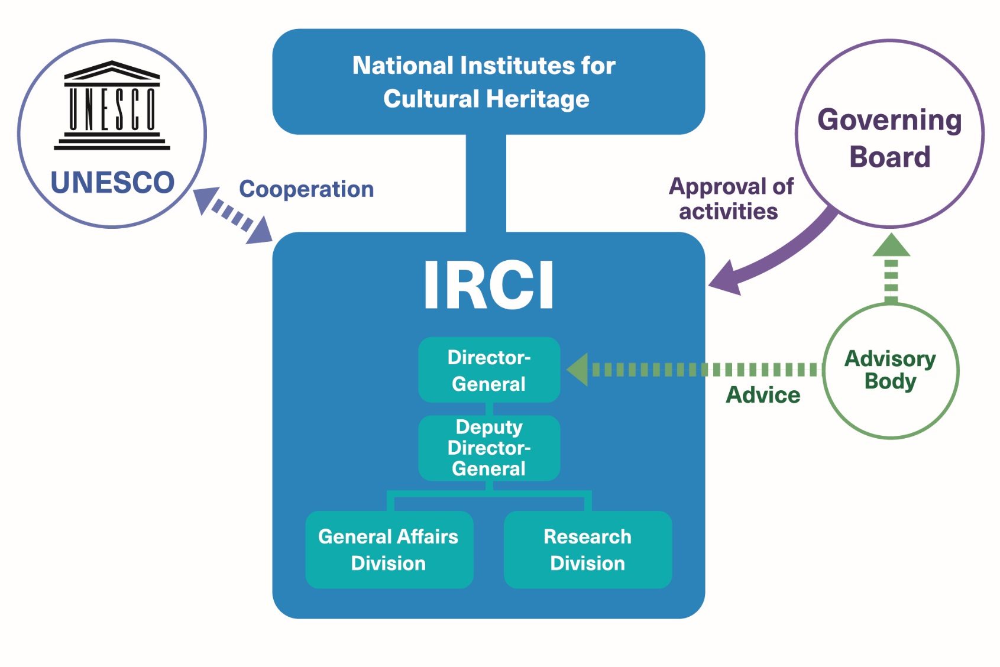 UNESCO
UNESCO
Cooperation
National Institutes for
Cultural Heritage
Governing
Board
Approval of
activities
IRCI
Director-
General
Advice
Advisory
Body
Deputy
Director-
General
General Affairs
Division
Research
Division